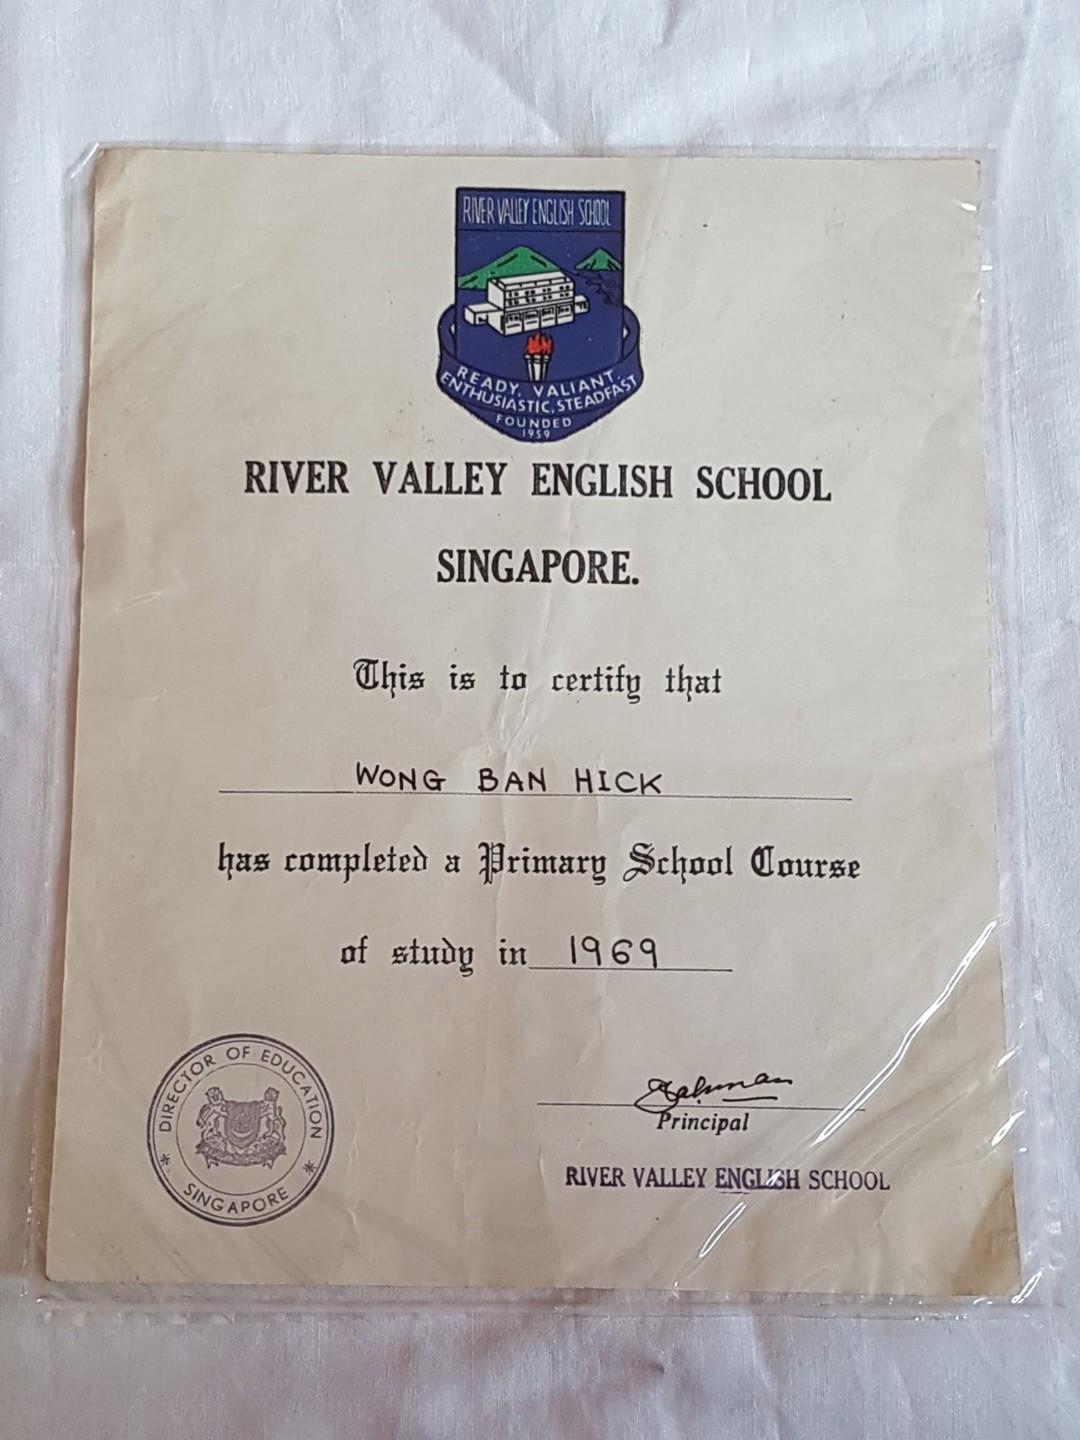 RIVER VALLEY ENGLISH SCHOOL
READY, VALIANT,
ENTHUSIASTIC, STEADFAST
FOUNDED
1959
RIVER VALLEY ENGLISH SCHOOL
SINGAPORE.
This is to certify that
WONG BAN HICK
has completed a Primary School Course
of study in 1969
DIRECTOR OF EDUCATION
* SINGAPORE *
Principal
RIVER VALLEY ENGLISH SCHOOL